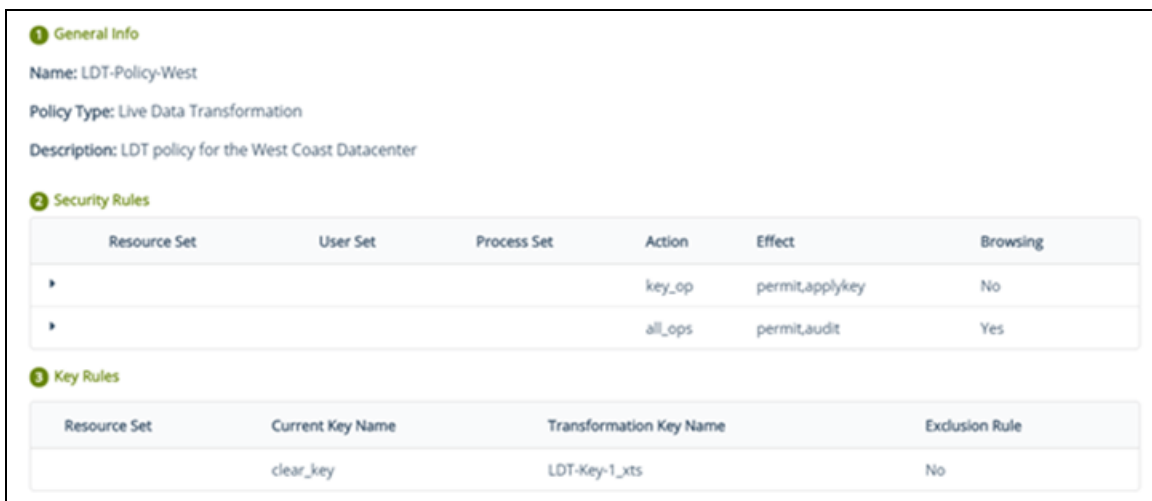 1 General Info
Name: LDT-Policy-West
Policy Type: Live Data Transformation
Description: LDT policy for the West Coast Datacenter
2 Security Rules
Resource Set User Set Process Set Action Effect Browsing
key_op permit,applykey No
all_ops permit,audit Yes
3 Key Rules
Resource Set Current Key Name Transformation Key Name Exclusion Rule
clear_key LDT-Key-1_xts No